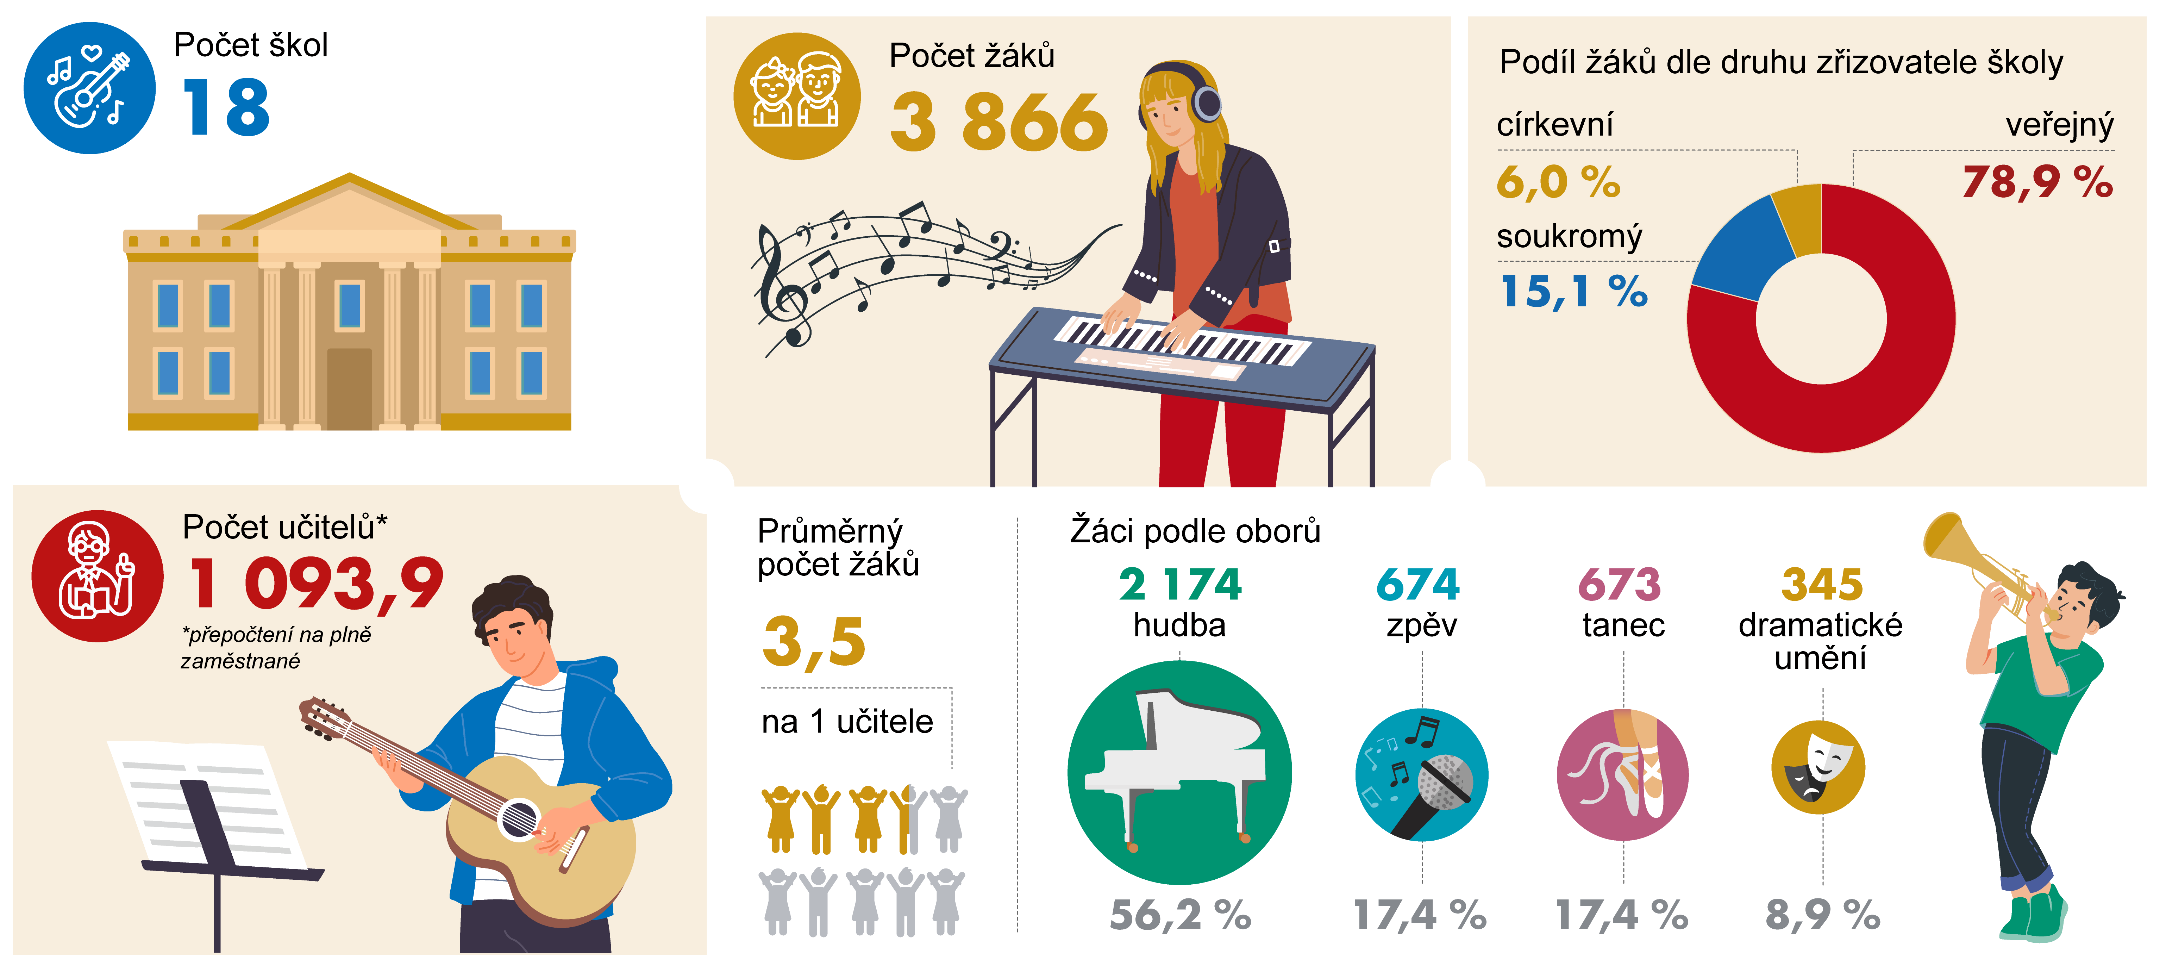 Počet škol
18
Počet žáků
3 866
Podíl žáků dle druhu zřizovatele školy
církevní
6,0 %
soukromý
15,1 %
veřejný
78,9 %
Počet učitelů*
1 093,9
*přepočtení na plně
zaměstnané
Průměrný
počet žáků
3,5
na 1 učitele
Žáci podle oborů
2 174
hudba
56,2 %
674
zpěv
17,4 %
673
tanec
17,4 %
345
dramatické
umění
8,9 %